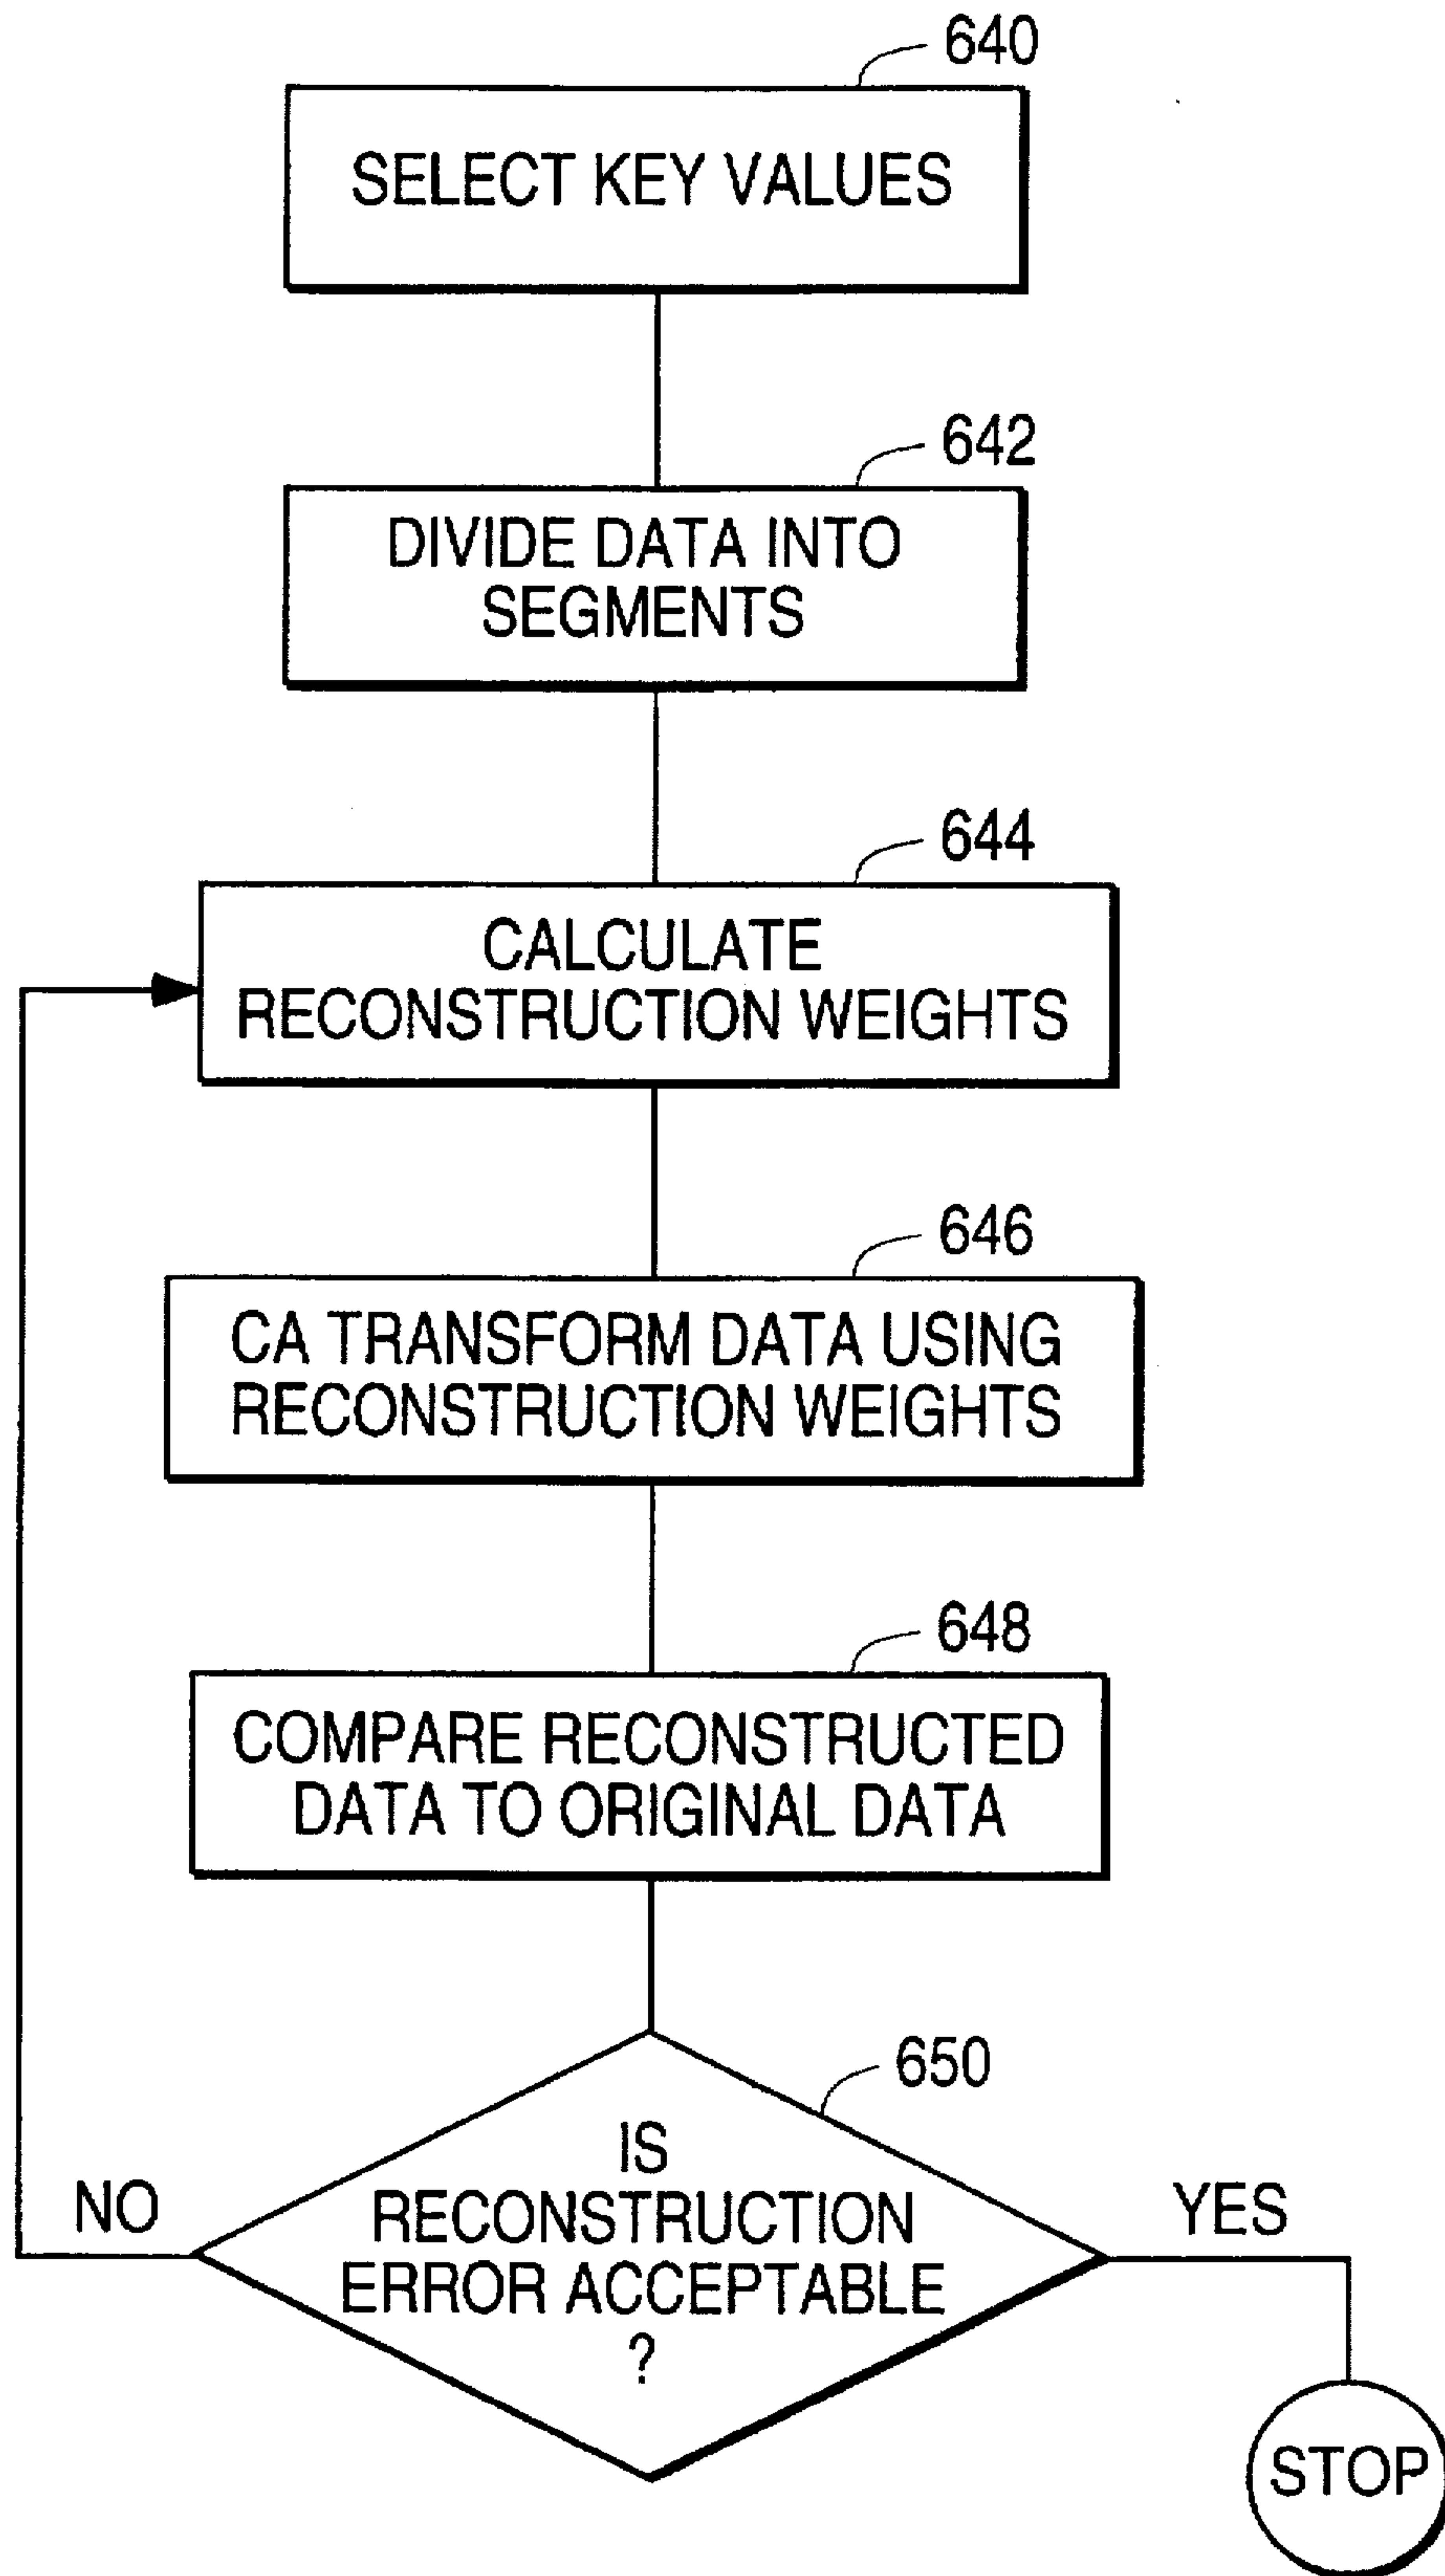 640
SELECT KEY VALUES
642
DIVIDE DATA INTO
SEGMENTS
644
CALCULATE
RECONSTRUCTION WEIGHTS
646
CA TRANSFORM DATA USING
RECONSTRUCTION WEIGHTS
648
COMPARE RECONSTRUCTED
DATA TO ORIGINAL DATA
650
IS
RECONSTRUCTION
ERROR ACCEPTABLE
?
NO
YES
STOP